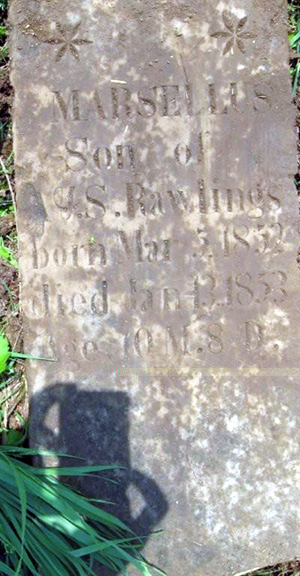 MARSELLUS
Son of
J.S. Rawlings
born Mar 5, 1852
died Jan 13, 1853
Age. 10 M. 8 D.